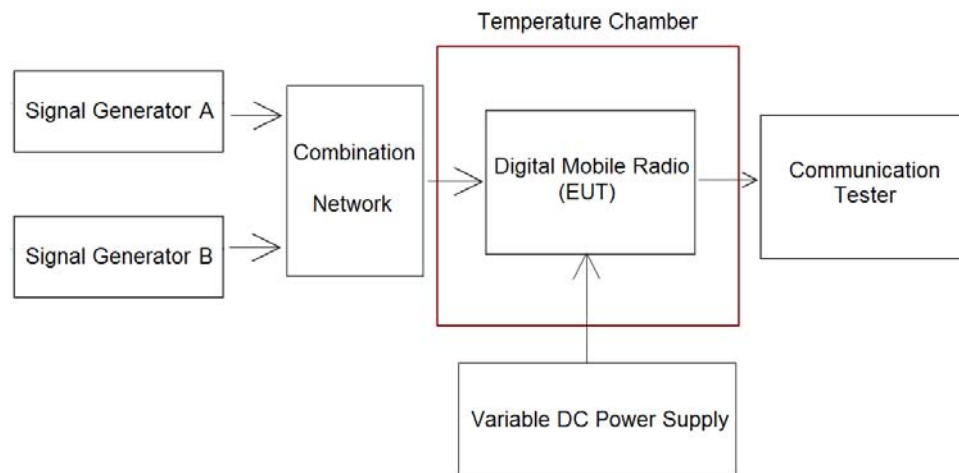 Temperature Chamber
Signal Generator A
Combination
Network
Digital Mobile Radio
(EUT)
Communication
Tester
Signal Generator B
Variable DC Power Supply